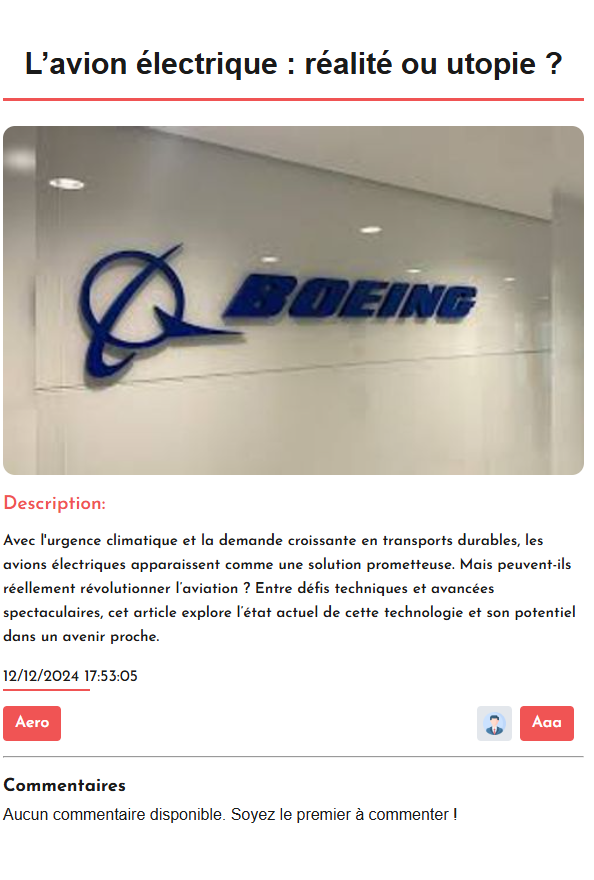 L’avion électrique : réalité ou utopie ?
BOEING
Description:
Avec l'urgence climatique et la demande croissante en transports durables, les
avions électriques apparaissent comme une solution prometteuse. Mais peuvent-ils
réellement révolutionner l’aviation ? Entre défis techniques et avancées
spectaculaires, cet article explore l’état actuel de cette technologie et son potentiel
dans un avenir proche.
12/12/2024 17:53:05
Aero
Aaa
Commentaires
Aucun commentaire disponible. Soyez le premier à commenter !